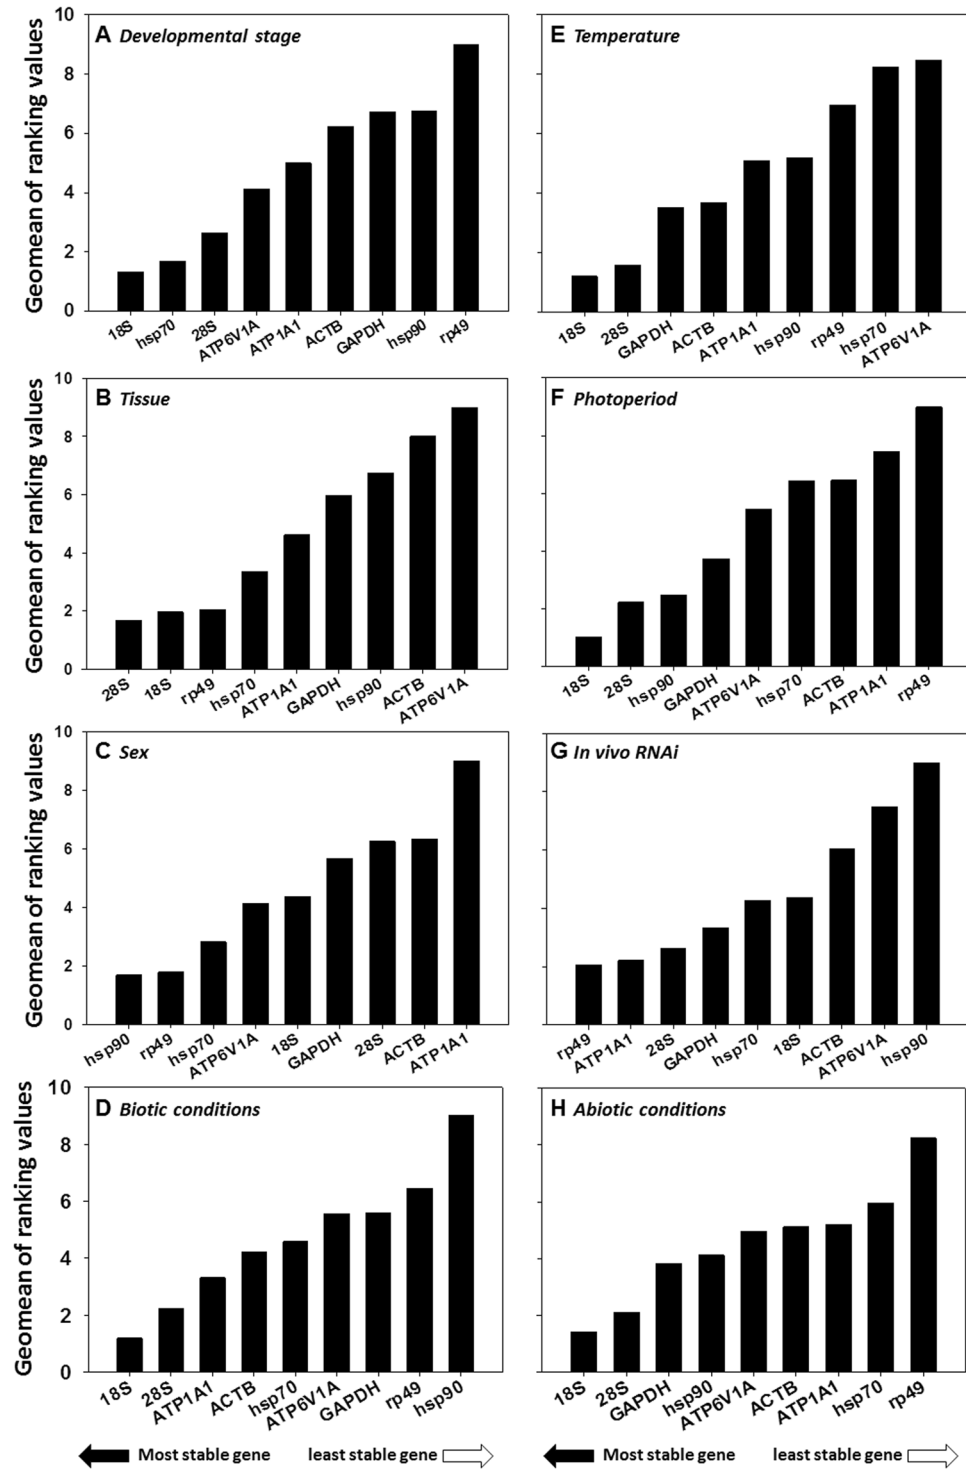 Geomean of ranking values
10
8
6
4
2
0
A Developmental stage
18S hsp70 28S ATP6V1A ATP1A1 ACTB GAPDH hsp90 rp49
E Temperature
18S 28S GAPDH ACTB ATP1A1 hsp90 rp49 hsp70 ATP6V1A
Geomean of ranking values
10
8
6
4
2
0
B Tissue
28S 18S rp49 hsp70 ATP1A1 GAPDH hsp90 ACTB ATP6V1A
F Photoperiod
18S 28S hsp90 GAPDH ATP6V1A hsp70 ACTB ATP1A1 rp49
Geomean of ranking values
10
8
6
4
2
0
C Sex
hsp90 rp49 hsp70 ATP6V1A 18S GAPDH 28S ACTB ATP1A1
G In vivo RNAi
rp49 ATP1A1 28S GAPDH hsp70 18S ACTB ATP6V1A hsp90
Geomean of ranking values
10
8
6
4
2
0
D Biotic conditions
18S 28S ATP1A1 ACTB hsp70 ATP6V1A GAPDH rp49 hsp90
H Abiotic conditions
18S 28S GAPDH hsp90 ATP6V1A ACTB ATP1A1 hsp70 rp49
Most stable gene least stable gene
Most stable gene least stable gene